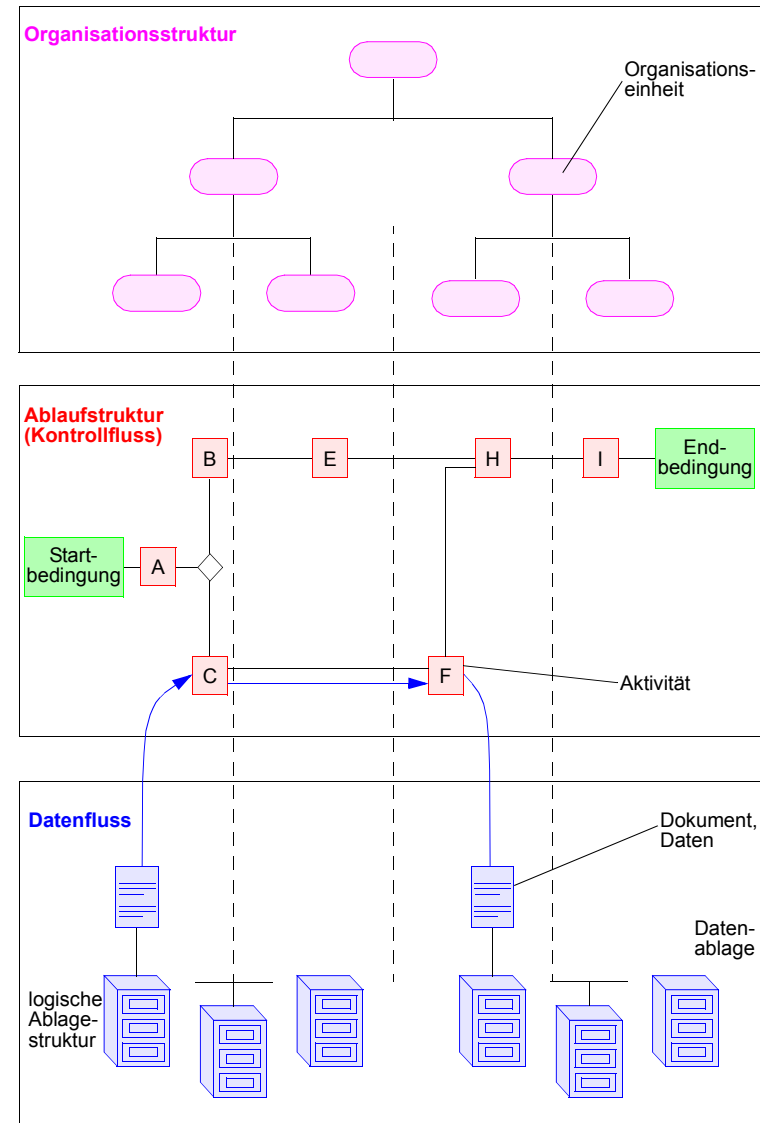 Organisationsstruktur
Organisations-
einheit
Ablaufstruktur
(Kontrollfluss)
B
E
H
I
End-
bedingung
Start-
bedingung
A
C
F
Aktivität
Datenfluss
Dokument,
Daten
Daten-
ablage
logische
Ablage-
struktur